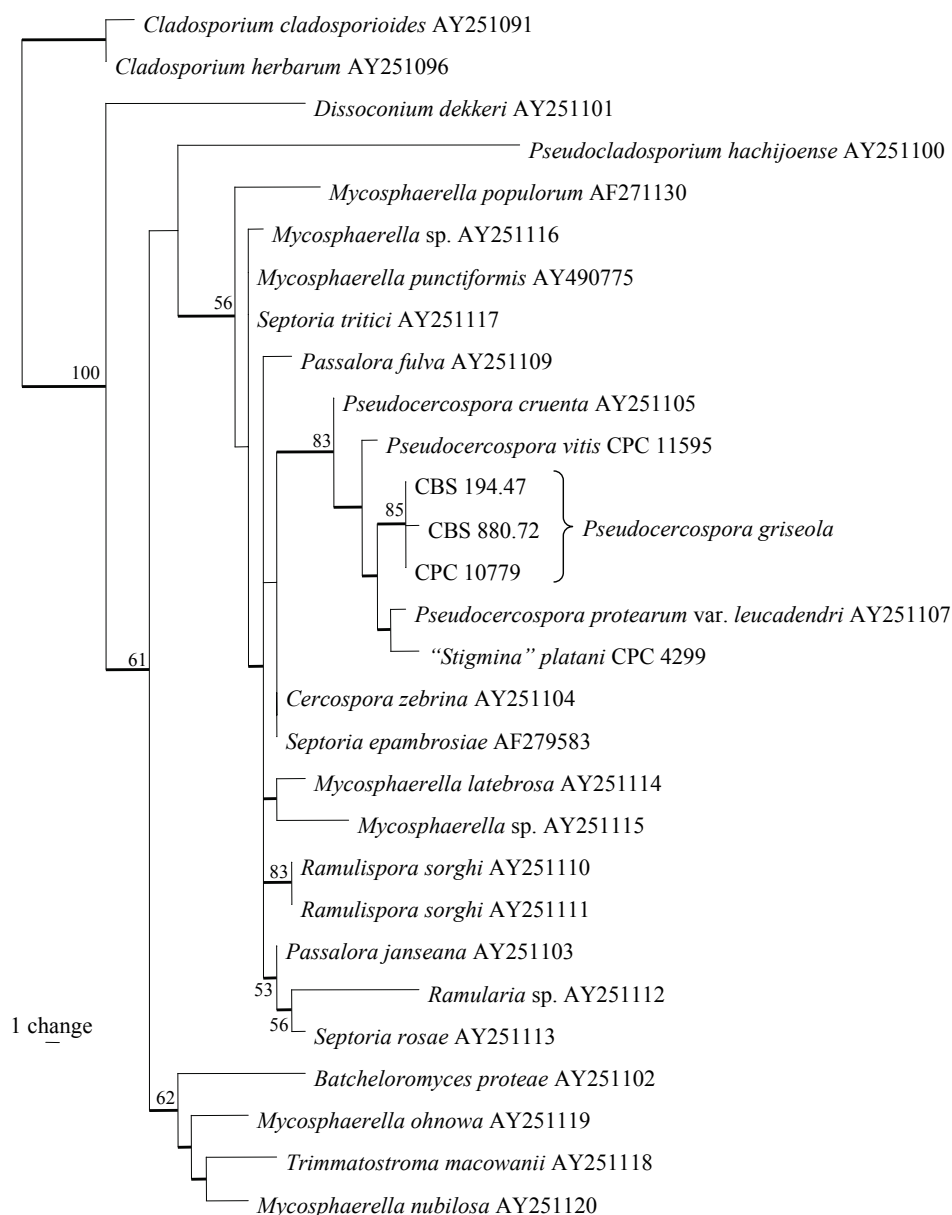 Cladosporium cladosporioides AY251091
Cladosporium herbarum AY251096
Dissoconium dekkeri AY251101
Pseudocladosporium hachijoense AY251100
Mycosphaerella populorum AF271130
56
Mycosphaerella sp. AY251116
Mycosphaerella punctiformis AY490775
Septoria tritici AY251117
Passalora fulva AY251109
100
Pseudocercospora cruenta AY251105
83
Pseudocercospora vitis CPC 11595
CBS 194.47
85
CBS 880.72
Pseudocercospora griseola
CPC 10779
Pseudocercospora protearum var. leucadendri AY251107
“Stigmina” platani CPC 4299
61
Cercospora zebrina AY251104
Septoria epambrosiae AF279583
Mycosphaerella latebrosa AY251114
Mycosphaerella sp. AY251115
83
Ramulispora sorghi AY251110
Ramulispora sorghi AY251111
Passalora janseana AY251103
53
Ramularia sp. AY251112
56
Septoria rosae AY251113
1 change
Batcheloromyces proteae AY251102
62
Mycosphaerella ohnowa AY251119
Trimmatostroma macowanii AY251118
Mycosphaerella nubilosa AY251120